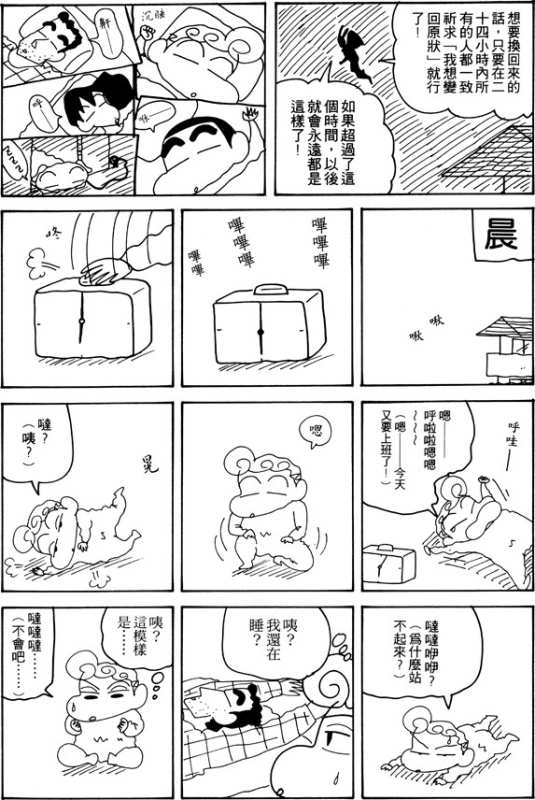 想要換回來的
話,只要在二
十四小時內所
有的人都一致
祈求「我想變
回原狀」就行
了!
如果超過了這
個時間,以後
就會永遠都是
這樣了!
沉睡
鼾——
呼——
咻——
ZZZZ
晨
啾
啾
嗶嗶嗶
嗶嗶嗶
嗶嗶
咚
呼哇——
嗯——
呼啦啦嗯嗯
~~~~
(嗯——今天
又要上班了!)
嗯
晃
噠?
(咦?)
噠噠咿咿?
(為什麼站
不起來?)
咦?
我還在
睡?
咦?
這模樣
是……
噠噠噠……
(不會吧……)